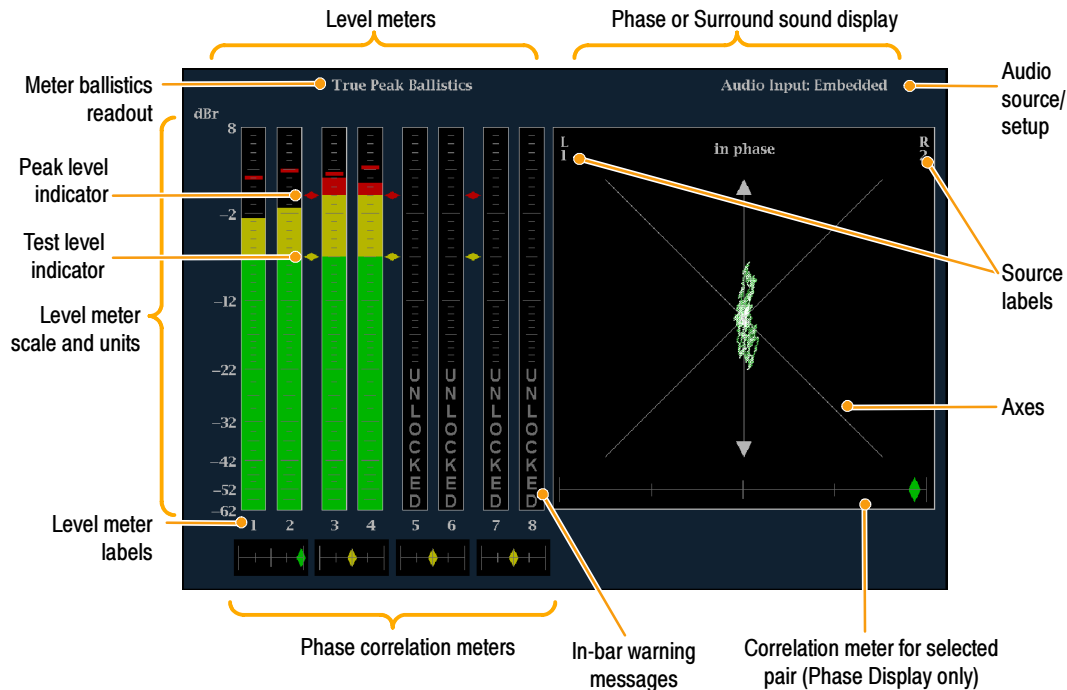 Level meters
Phase or Surround sound display
Meter ballistics
readout
True Peak Ballistics
Audio Input: Embedded
Audio
source/
setup
dBr
8
−2
−12
−22
−32
−42
−52
−62
Peak level
indicator
Test level
indicator
Level meter
scale and units
L
1
in phase
R
2
Source
labels
Axes
UNLOCKED
UNLOCKED
UNLOCKED
UNLOCKED
Level meter
labels
1 2 3 4 5 6 7 8
Phase correlation meters
In-bar warning
messages
Correlation meter for selected
pair (Phase Display only)